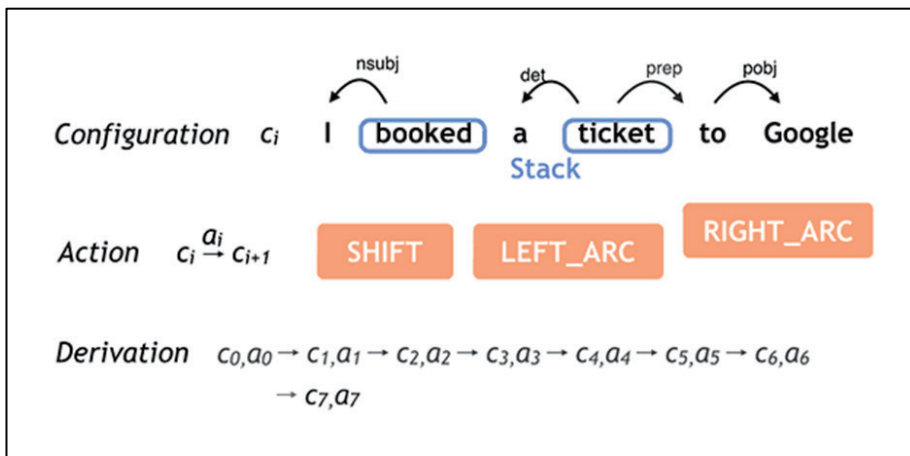 nsubj det prep pobj
Configuration cᵢ I booked a ticket to Google
Stack
RIGHT_ARC
Action cᵢ aᵢ→ cᵢ₊₁ SHIFT LEFT_ARC
Derivation c₀,a₀ → c₁,a₁ → c₂,a₂ → c₃,a₃ → c₄,a₄ → c₅,a₅ → c₆,a₆
→ c₇,a₇